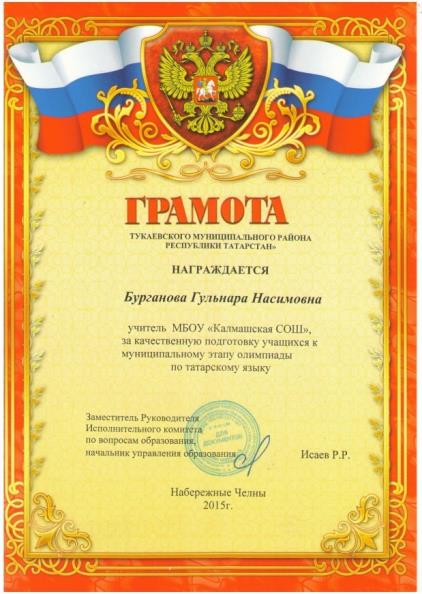 ГРАМОТА
ТУКАЕВСКОГО МУНИЦИПАЛЬНОГО РАЙОНА
РЕСПУБЛИКИ ТАТАРСТАН»
НАГРАЖДАЕТСЯ
Бурганова Гульнара Насимовна
учитель МБОУ «Калмашская СОШ»,
за качественную подготовку учащихся к
муниципальному этапу олимпиады
по татарскому языку
Заместитель Руководителя
Исполнительного комитета
по вопросам образования,
начальник управления образования
Исаев Р.Р.
ДЛЯ
ДОКУМЕНТОВ
Набережные Челны
2015г.